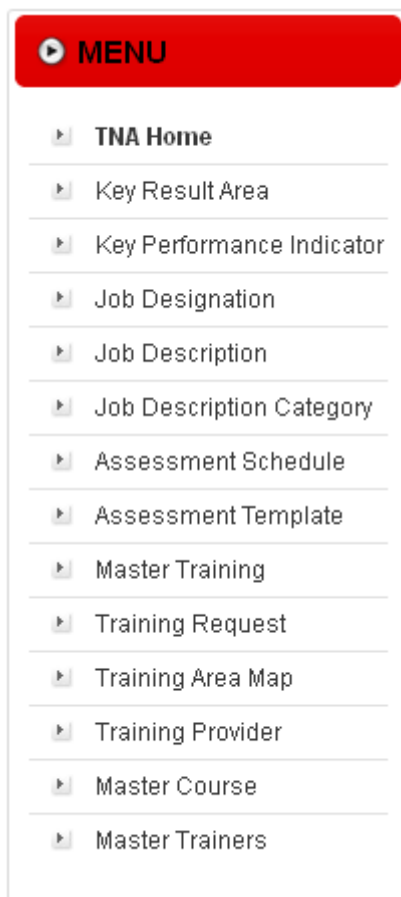 MENU
TNA Home
Key Result Area
Key Performance Indicator
Job Designation
Job Description
Job Description Category
Assessment Schedule
Assessment Template
Master Training
Training Request
Training Area Map
Training Provider
Master Course
Master Trainers